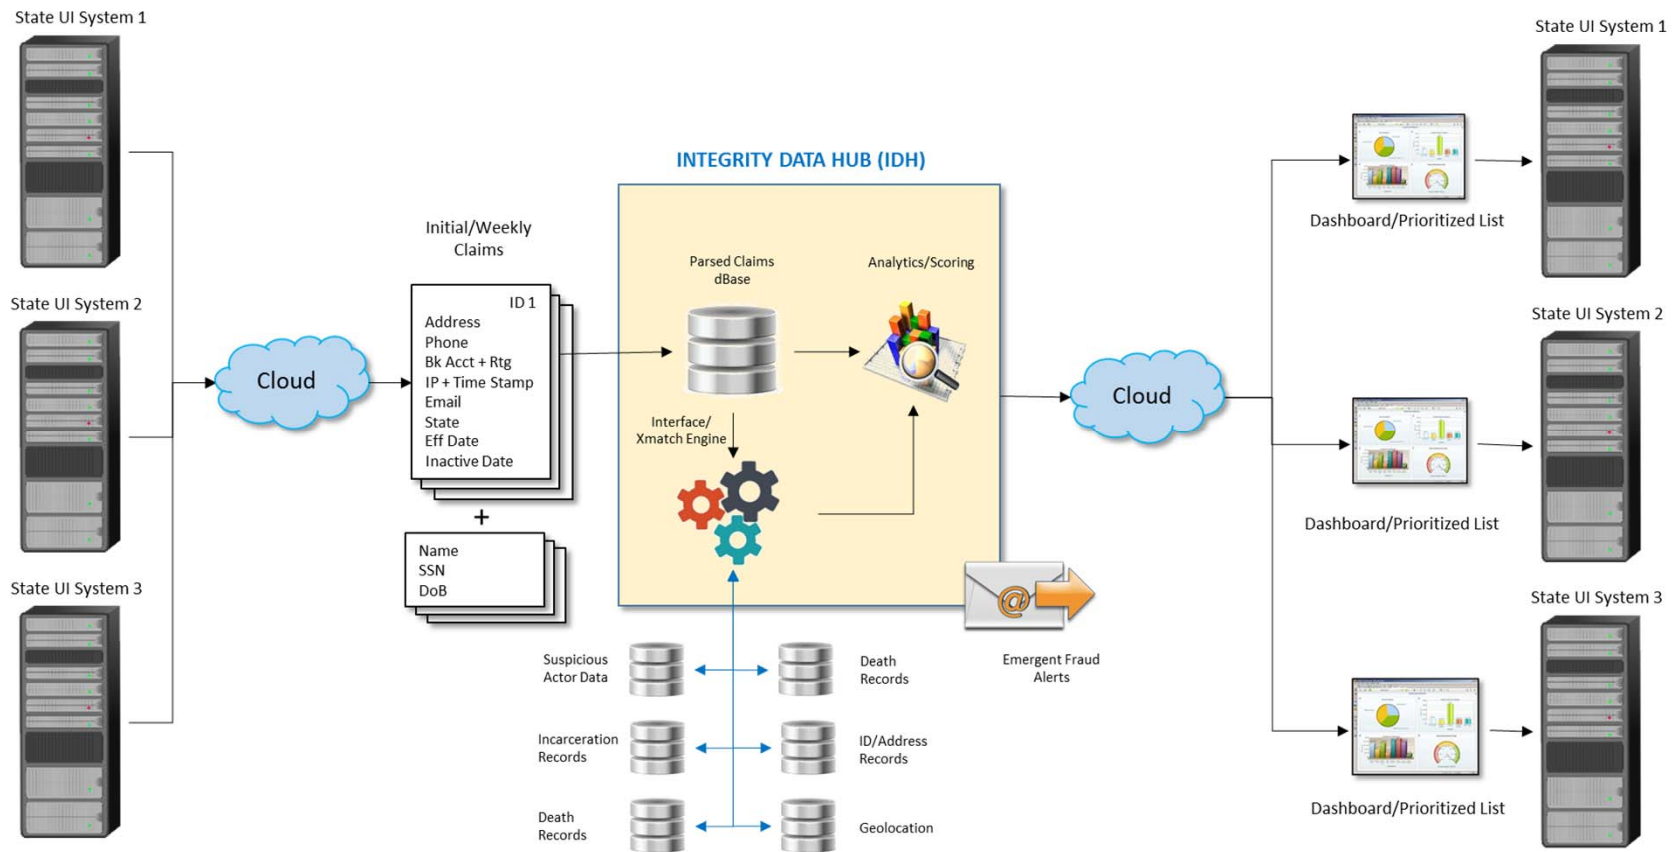 State UI System 1
State UI System 2
State UI System 3
Cloud
Initial/Weekly
Claims
ID 1
Address
Phone
Bk Acct + Rtg
IP + Time Stamp
Email
State
Eff Date
Inactive Date
+
Name
SSN
DoB
INTEGRITY DATA HUB (IDH)
Parsed Claims
dBase
Analytics/Scoring
Interface/
Xmatch Engine
@
Suspicious
Actor Data
Death
Records
Incarceration
Records
ID/Address
Records
Death
Records
Geolocation
Emergent Fraud
Alerts
Cloud
Dashboard/Prioritized List
Dashboard/Prioritized List
Dashboard/Prioritized List
State UI System 1
State UI System 2
State UI System 3